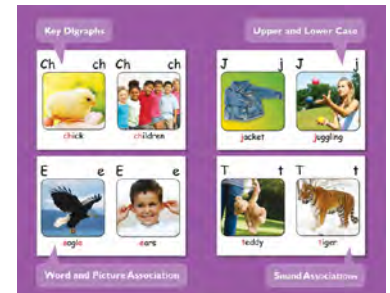 Key Digraphs
Upper and Lower Case
Ch ch Ch ch
chick children
J j J j
jacket juggling
E e E e
eagle ears
T t T t
teddy tiger
Word and Picture Association
Sound Associations